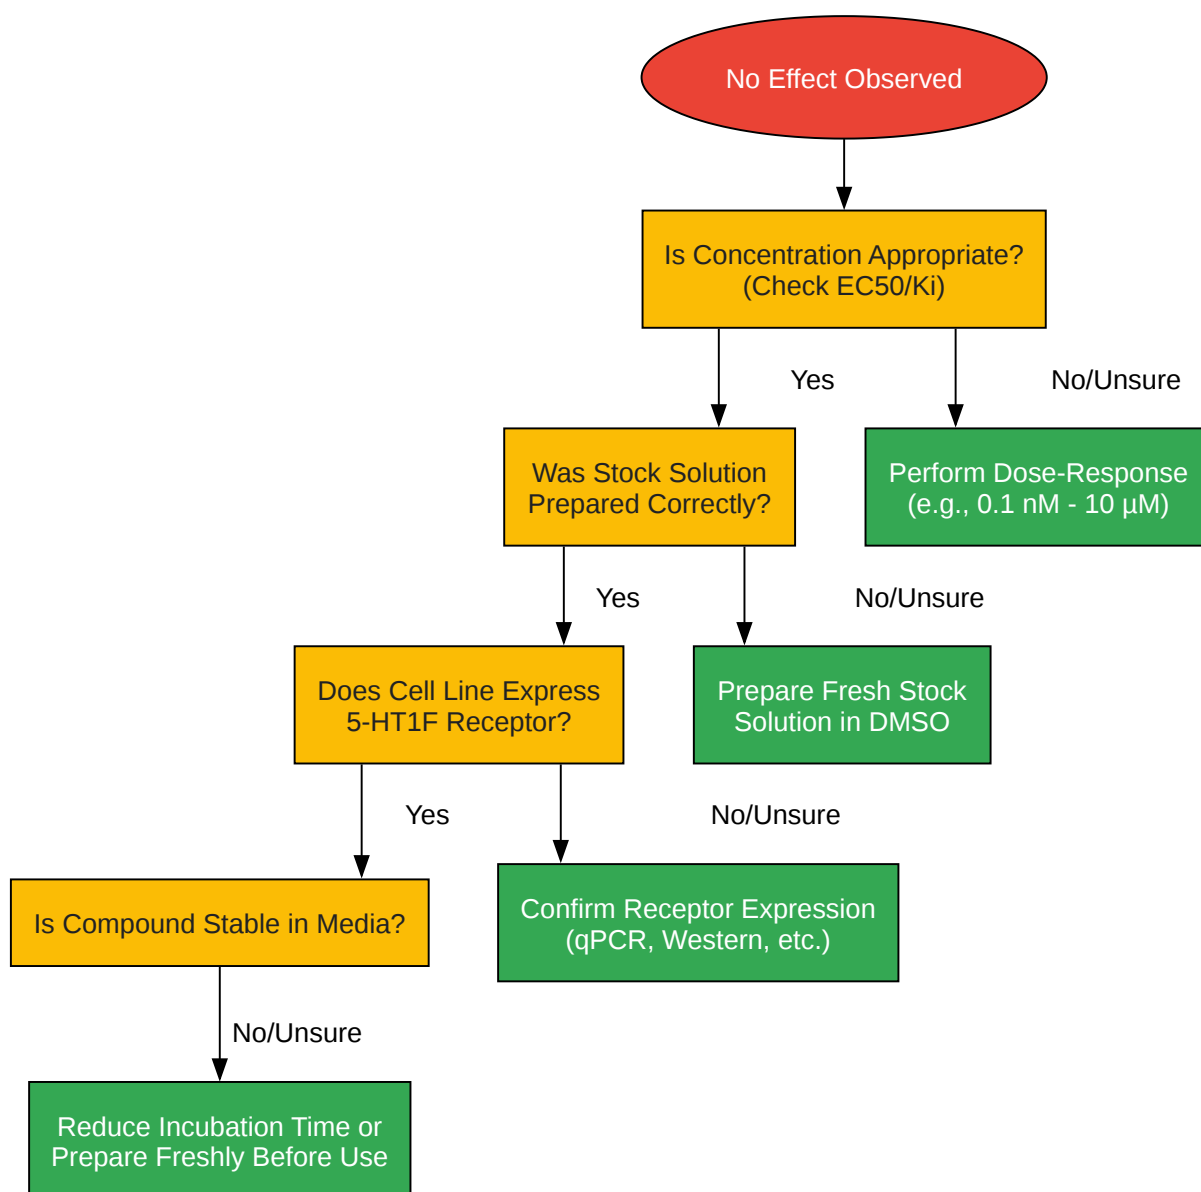 No Effect Observed
Is Concentration Appropriate?
(Check EC50/Ki)
Yes
No/Unsure
Was Stock Solution
Prepared Correctly?
Perform Dose-Response
(e.g., 0.1 nM - 10 µM)
Yes
No/Unsure
Does Cell Line Express
5-HT1F Receptor?
Prepare Fresh Stock
Solution in DMSO
Yes
No/Unsure
Is Compound Stable in Media?
Confirm Receptor Expression
(qPCR, Western, etc.)
No/Unsure
Reduce Incubation Time or
Prepare Freshly Before Use